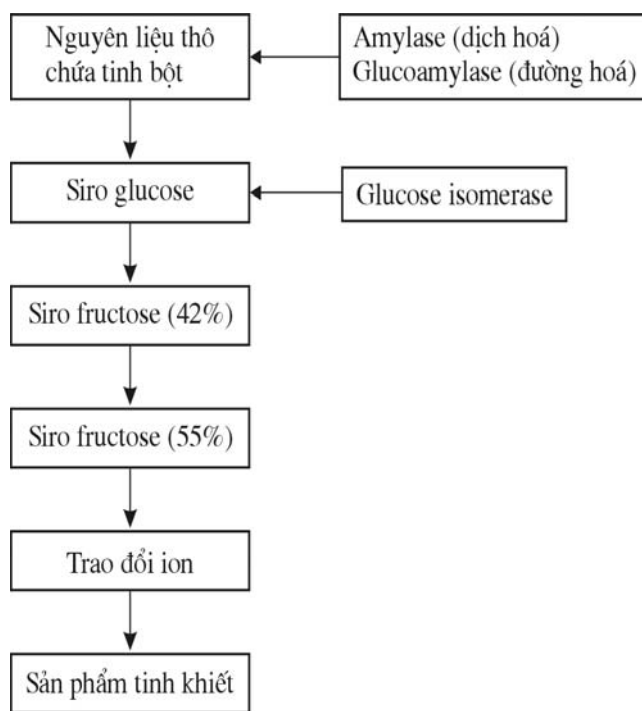 Nguyên liệu thô
chứa tinh bột
Amylase (dịch hoá)
Glucoamylase (đường hoá)
Siro glucose
Glucose isomerase
Siro fructose (42%)
Siro fructose (55%)
Trao đổi ion
Sản phẩm tinh khiết